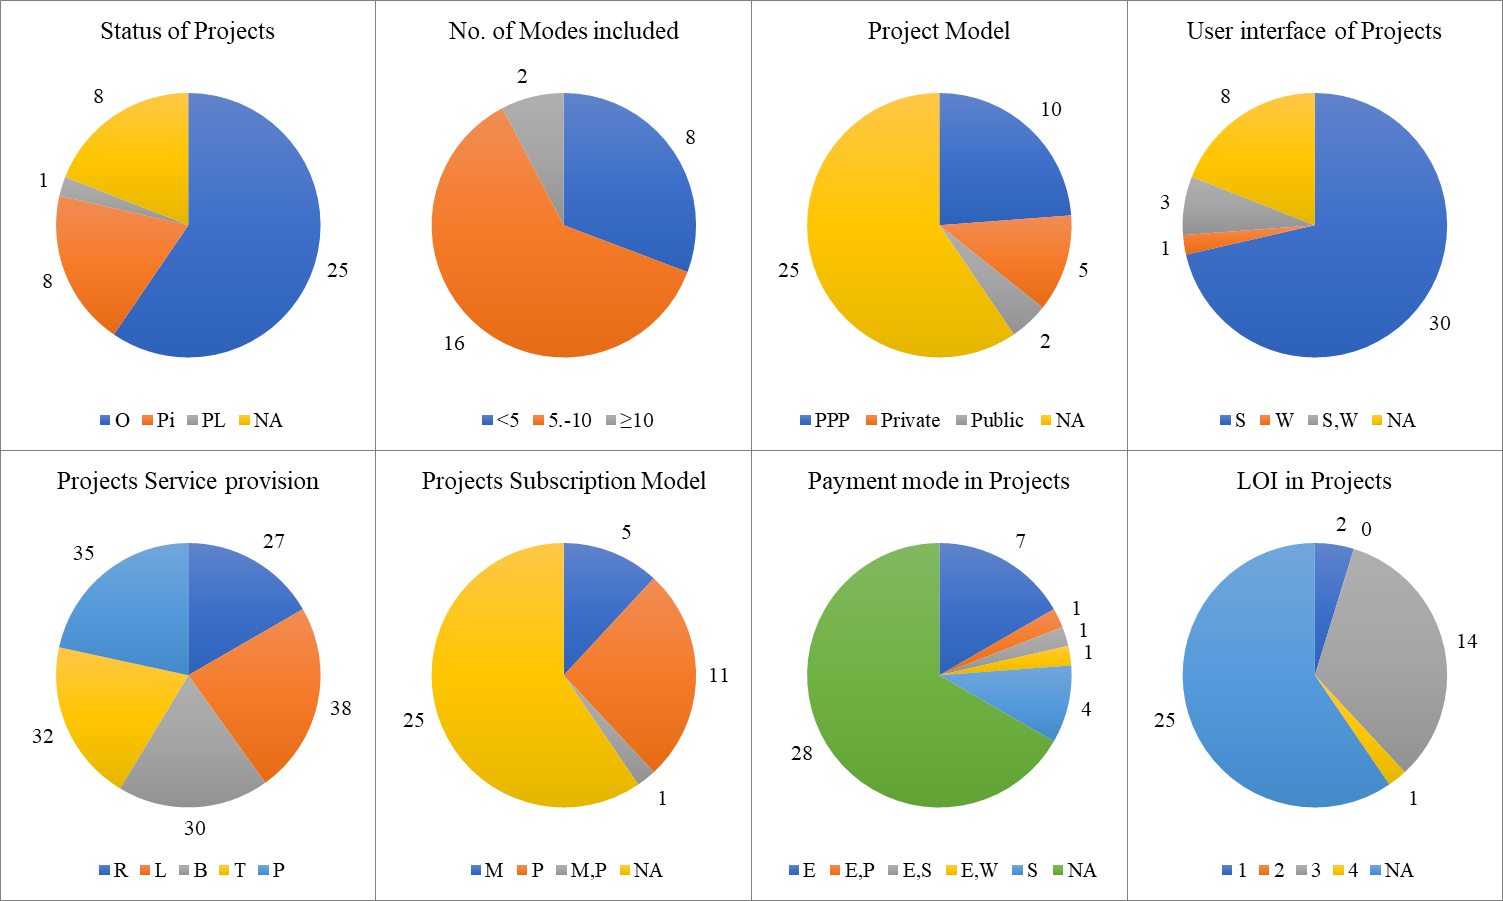 Status of Projects
8
1
8
25
O Pi PL NA
No. of Modes included
2
8
16
<5 5.-10 ≥10
Project Model
10
25
5
2
PPP Private Public NA
User interface of Projects
8
3
1
30
S W S,W NA
Projects Service provision
35
27
38
32
30
R L B T P
Projects Subscription Model
5
11
25
1
M P M,P NA
Payment mode in Projects
7
1
1
1
4
28
E E,P E,S E,W S NA
LOI in Projects
2 0
14
25
1
1 2 3 4 NA